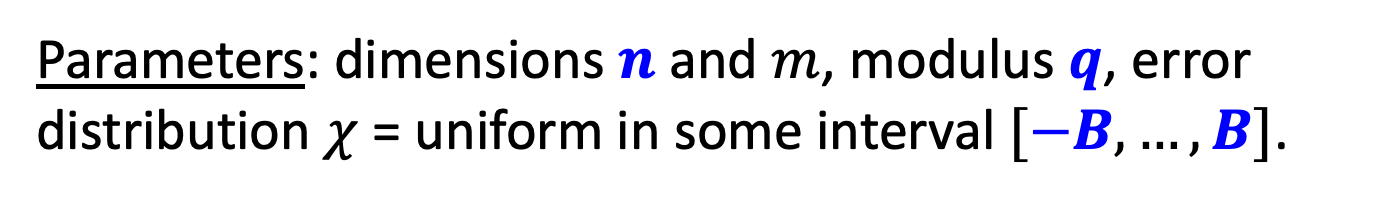 Parameters: dimensions n and m, modulus q, error
distribution χ = uniform in some interval [−B, … , B].